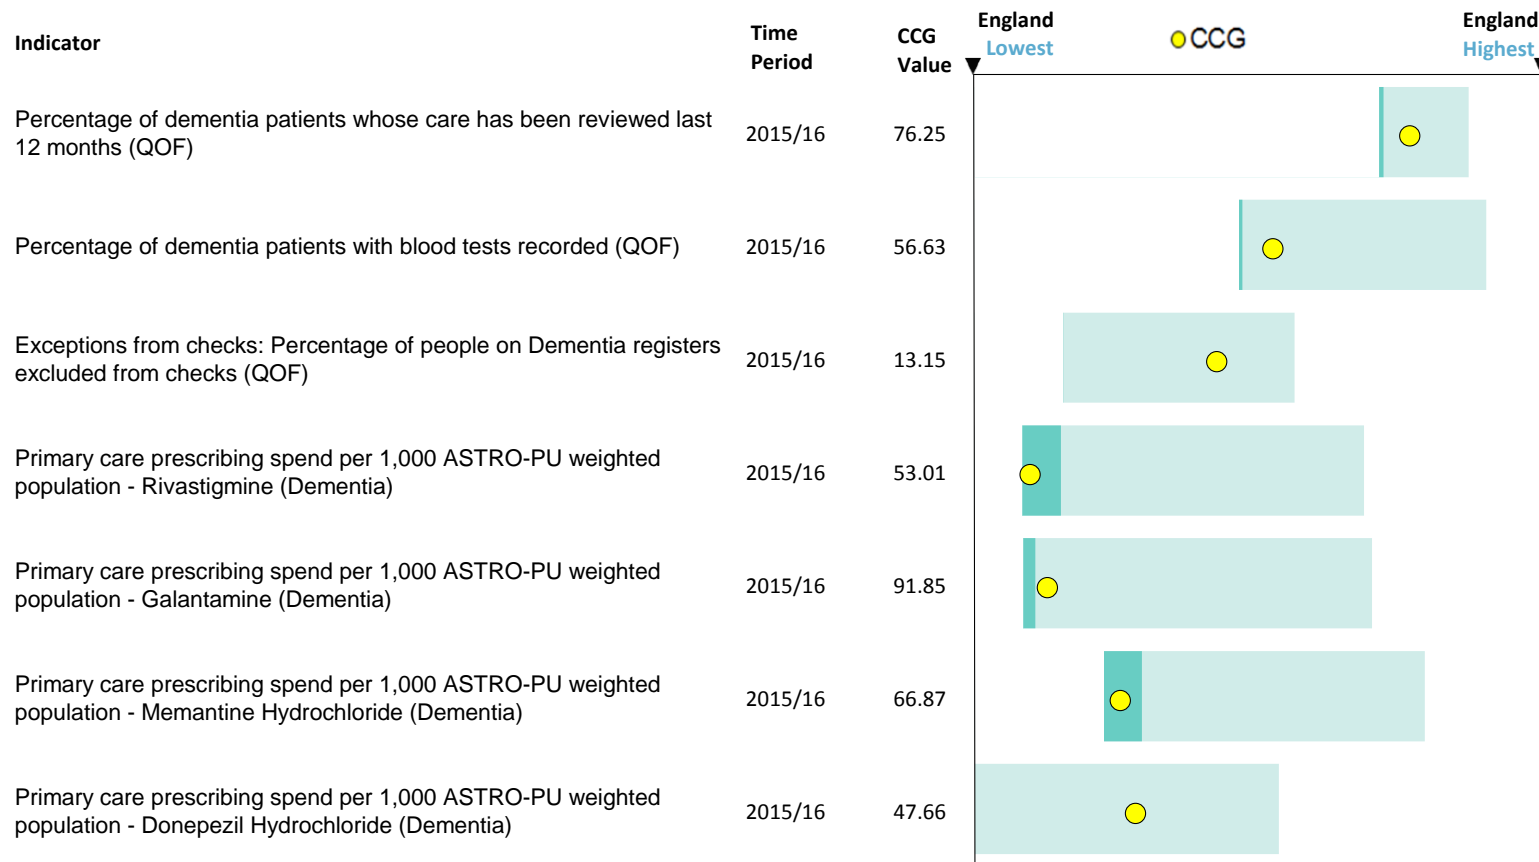 Indicator
Time
Period
CCG
Value
England
Lowest
CCG
England
Highest
Percentage of dementia patients whose care has been reviewed last
12 months (QOF)
2015/16
76.25
Percentage of dementia patients with blood tests recorded (QOF)
2015/16
56.63
Exceptions from checks: Percentage of people on Dementia registers
excluded from checks (QOF)
2015/16
13.15
Primary care prescribing spend per 1,000 ASTRO-PU weighted
population - Rivastigmine (Dementia)
2015/16
53.01
Primary care prescribing spend per 1,000 ASTRO-PU weighted
population - Galantamine (Dementia)
2015/16
91.85
Primary care prescribing spend per 1,000 ASTRO-PU weighted
population - Memantine Hydrochloride (Dementia)
2015/16
66.87
Primary care prescribing spend per 1,000 ASTRO-PU weighted
population - Donepezil Hydrochloride (Dementia)
2015/16
47.66